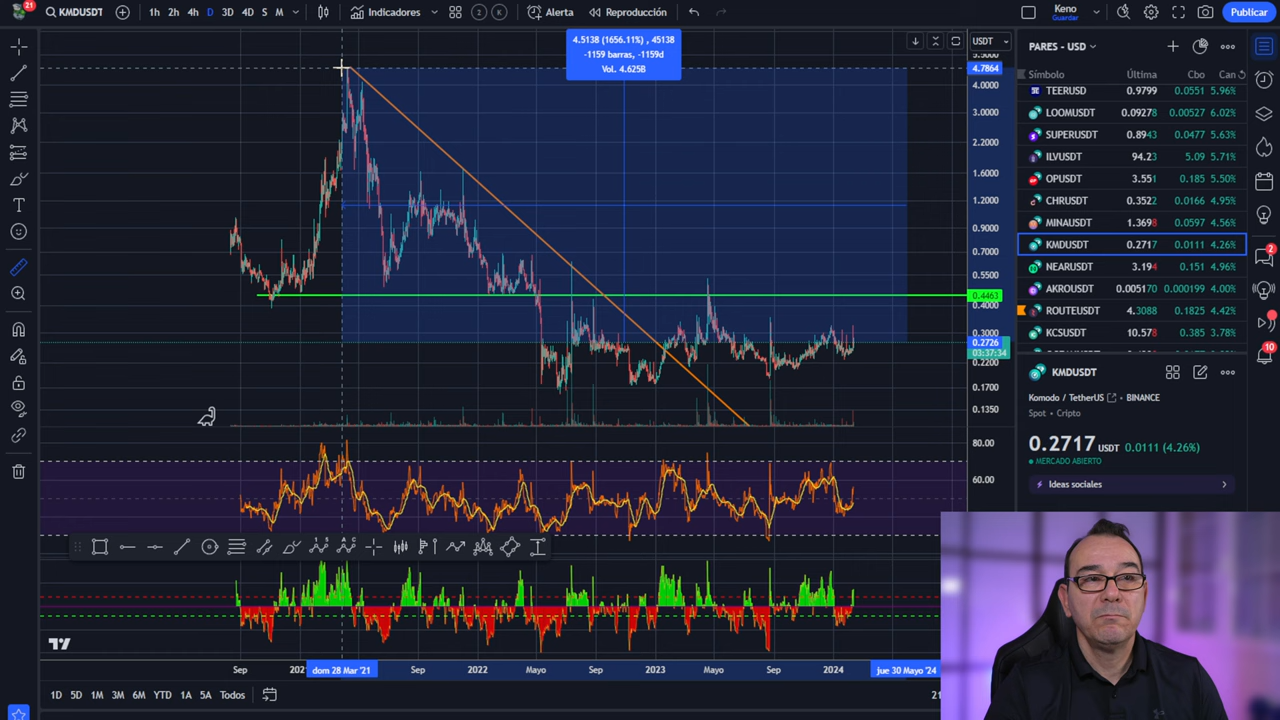 21
KMDUSDT
1h 2h 4h D 3D 4D S M
Indicadores
2 K
Alerta
Reproducción
Keno
Guardar
Publicar
4.5138 (1656.11%) , 45138
-1159 barras, -1159d
Vol. 4.625B
USDT
5.5000
4.7864
4.0000
3.0000
2.2000
1.6000
1.2000
0.9000
0.7000
0.5500
0.4463
0.4000
0.3000
0.2726
03:37:34
0.2200
0.1700
0.1350
80.00
60.00
PARES - USD
Símbolo Última Cbo Can
TEERUSD 0.9799 0.0551 5.96%
LOOMUSDT 0.09278 0.00527 6.02%
SUPERUSDT 0.8943 0.0477 5.63%
ILVUSDT 94.23 5.09 5.71%
OPUSDT 3.551 0.185 5.50%
CHRUSDT 0.3522 0.0166 4.95%
MINAUSDT 1.3698 0.0597 4.56%
KMDUSDT 0.2717 0.0111 4.26%
NEARUSDT 3.194 0.151 4.96%
AKROUSDT 0.005170 0.000199 4.00%
ROUTEUSDT 4.3088 0.1825 4.42%
KCSUSDT 10.578 0.385 3.78%
KMDUSDT
Komodo / TetherUS • BINANCE
Spot • Cripto
0.2717 USDT 0.0111 (4.26%)
MERCADO ABIERTO
Ideas sociales
2
10
Sep
dom 28 Mar '21
Sep 2022 Mayo Sep 2023 Mayo Sep 2024
jue 30 Mayo '24
1D 5D 1M 3M 6M YTD 1A 5A Todos